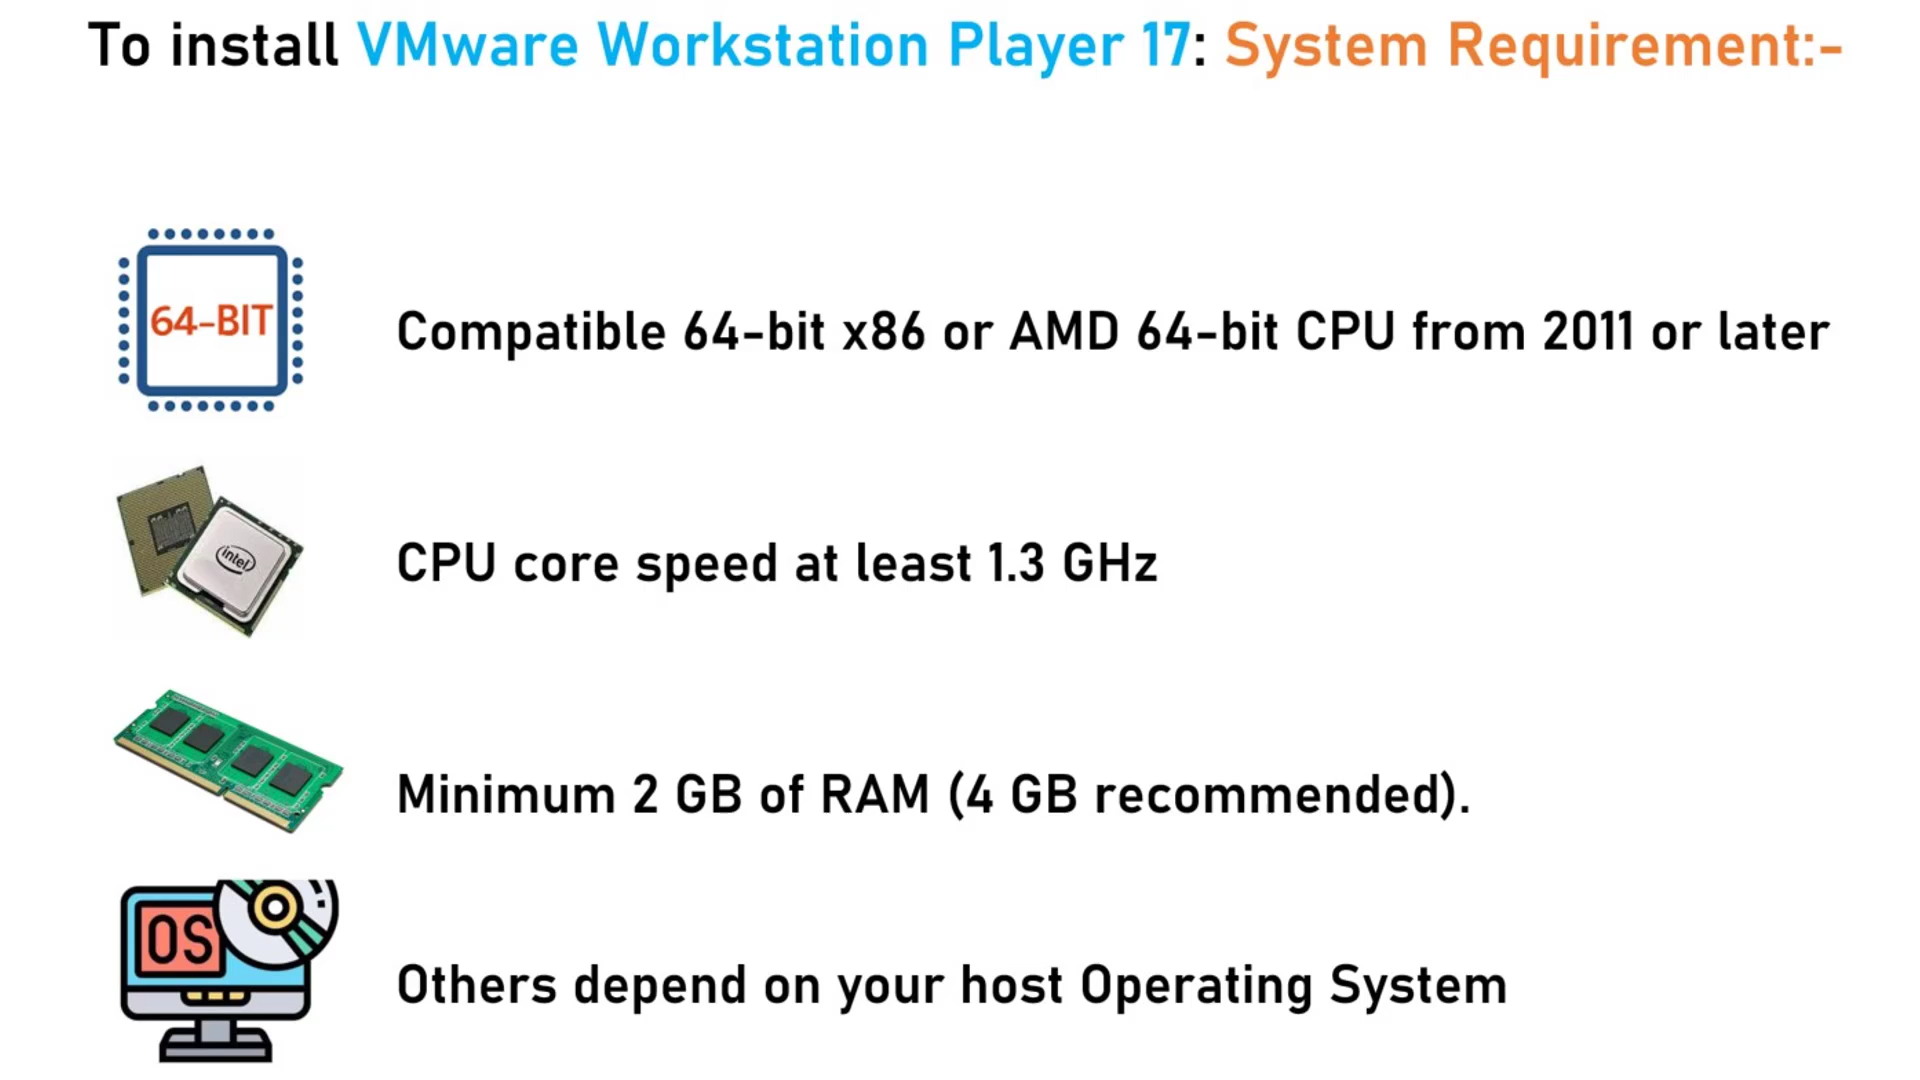 To install VMware Workstation Player 17: System Requirement:-
64-BIT
Compatible 64-bit x86 or AMD 64-bit CPU from 2011 or later
intel
CPU core speed at least 1.3 GHz
Minimum 2 GB of RAM (4 GB recommended).
OS
Others depend on your host Operating System